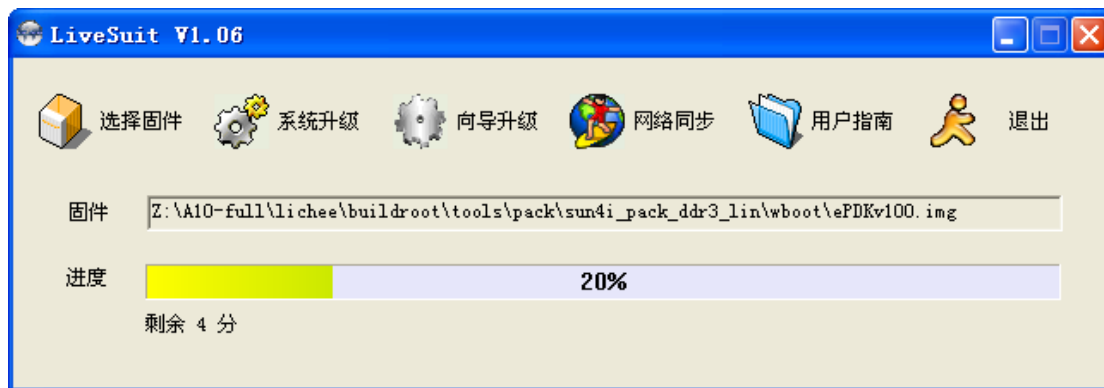 LiveSuit V1.06
选择固件 系统升级 向导升级 网络同步 用户指南 退出
固件 Z:\A10-full\lichee\buildroot\tools\pack\sun4i_pack_ddr3_lin\wboot\ePDKv100.img
进度 20%
剩余 4 分